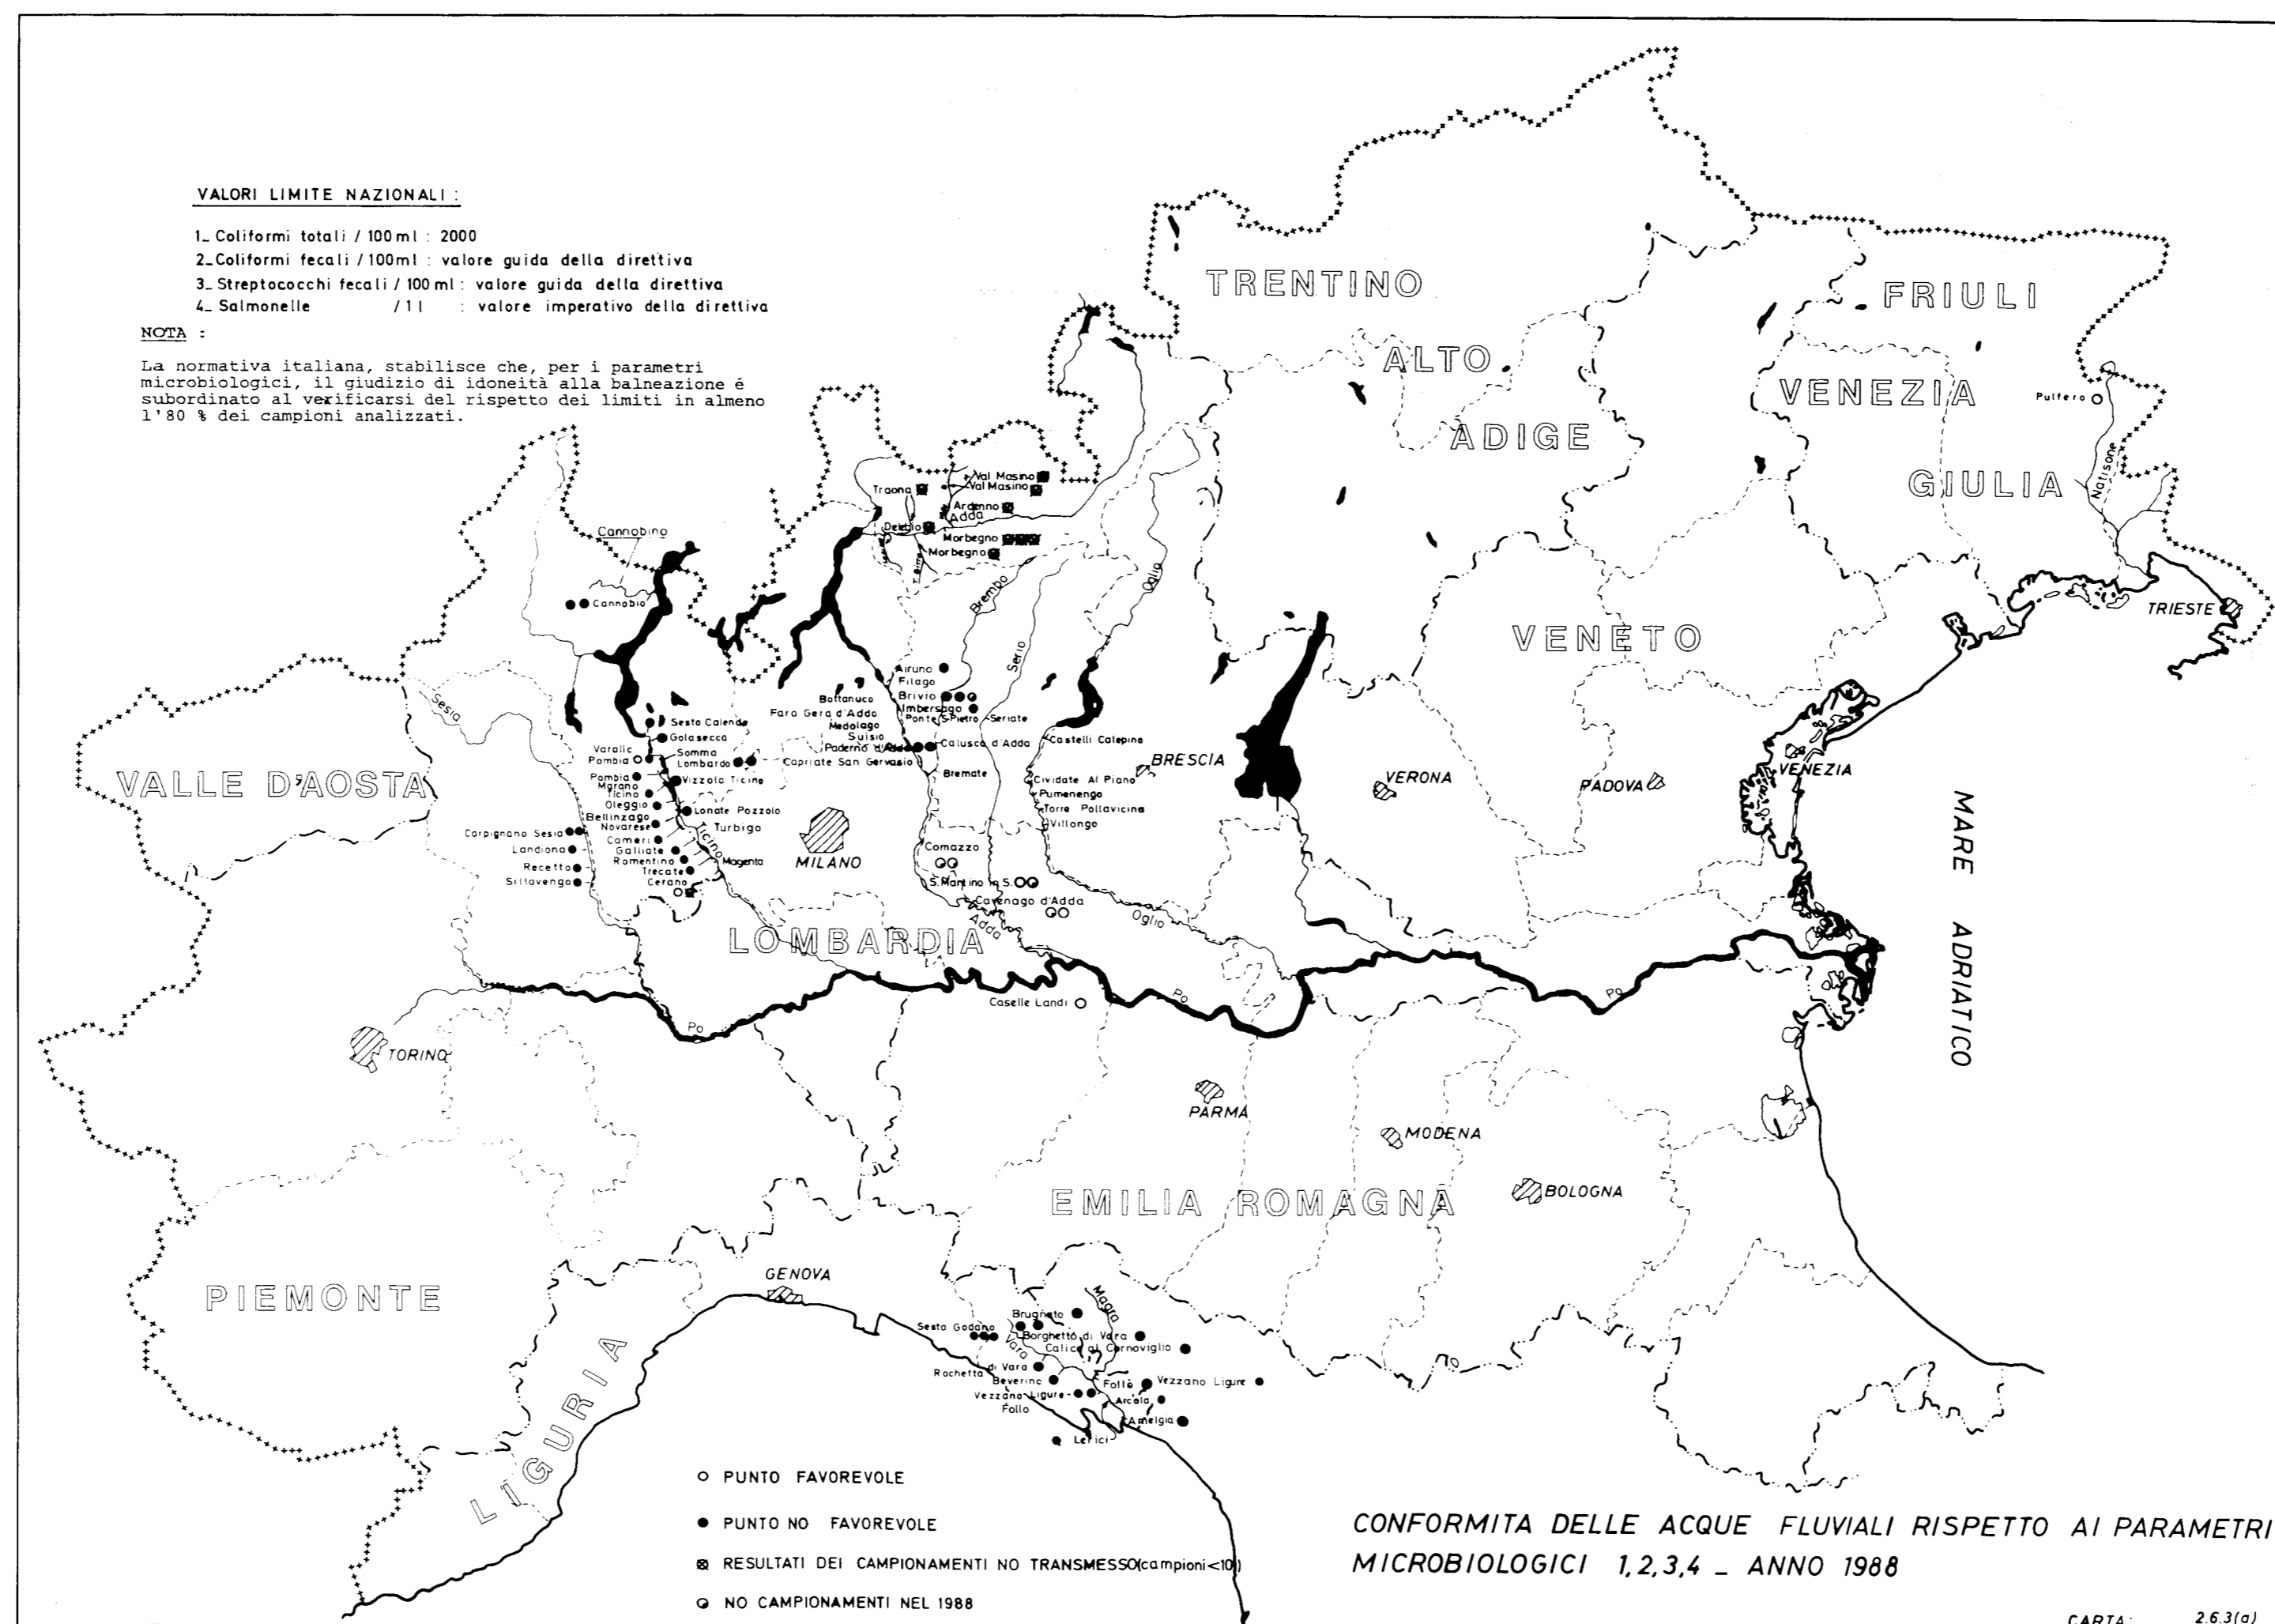 VALORI LIMITE NAZIONALI :
1_ Coliformi totali / 100 ml : 2000
2_ Coliformi fecali / 100ml : valore guida della direttiva
3_ Streptococchi fecali / 100 ml : valore guida della direttiva
4_ Salmonelle / 1 l : valore imperativo della direttiva
NOTA :
La normativa italiana, stabilisce che, per i parametri
microbiologici, il giudizio di idoneità alla balneazione é
subordinato al verificarsi del rispetto dei limiti in almeno
l'80 % dei campioni analizzati.
TRENTINO
ALTO
ADIGE
FRIULI
VENEZIA
GIULIA
Pulfero
Natisone
TRIESTE
VENETO
VENEZIA
PADOVA
VERONA
BRESCIA
MARE ADRIATICO
Val Masino
Val Masino
Traona
Ardenno
Adda
Delebio
Morbegno
Morbegno
Cannobino
Cannobio
Brembo
Serio
Oglio
Airuno
Filago
Brivio
Imbersago
Ponte S.Pietro
Seriate
Bottanuco
Fara Gera d'Adda
Medolago
Suisio
Paderno d'Adda
Calusco d'Adda
Capriate San Gervasio
Bremate
Castelli Calepina
Cividate Al Piano
Pumenengo
Torre Pollavicina
Villongo
Comazzo
S.Martino in S.
Cavenago d'Adda
Adda
Oglio
Sesia
Sesto Calende
Golasecca
Varallo
Pombia
Somma
Lombardo
Pombia
Vizzola Ticino
Marano
Ticino
Oleggio
Lonate Pozzolo
Bellinzago
Novarese
Turbigo
Ticino
Cameri
Galliate
Romentino
Magenta
Trecate
Cerano
Carpignano Sesia
Landiona
Recetto
Sillavengo
MILANO
VALLE D'AOSTA
LOMBARDIA
Caselle Landi
Po
Po
Po
TORINO
PARMA
MODENA
BOLOGNA
EMILIA ROMAGNA
PIEMONTE
LIGURIA
GENOVA
Magra
Brugnato
Sesta Godano
Vara
Borghetto di Vara
Calice al Cornoviglio
Rochetta di Vara
Beverino
Follo
Vezzano Ligure
Vezzano Ligure
Follo
Arcola
Amelgia
Lerici
PUNTO FAVOREVOLE
PUNTO NO FAVOREVOLE
RESULTATI DEI CAMPIONAMENTI NO TRANSMESSO(campioni<10)
NO CAMPIONAMENTI NEL 1988
CONFORMITA DELLE ACQUE FLUVIALI RISPETTO AI PARAMETRI
MICROBIOLOGICI 1,2,3,4 _ ANNO 1988
CARTA: 2.6.3(a)